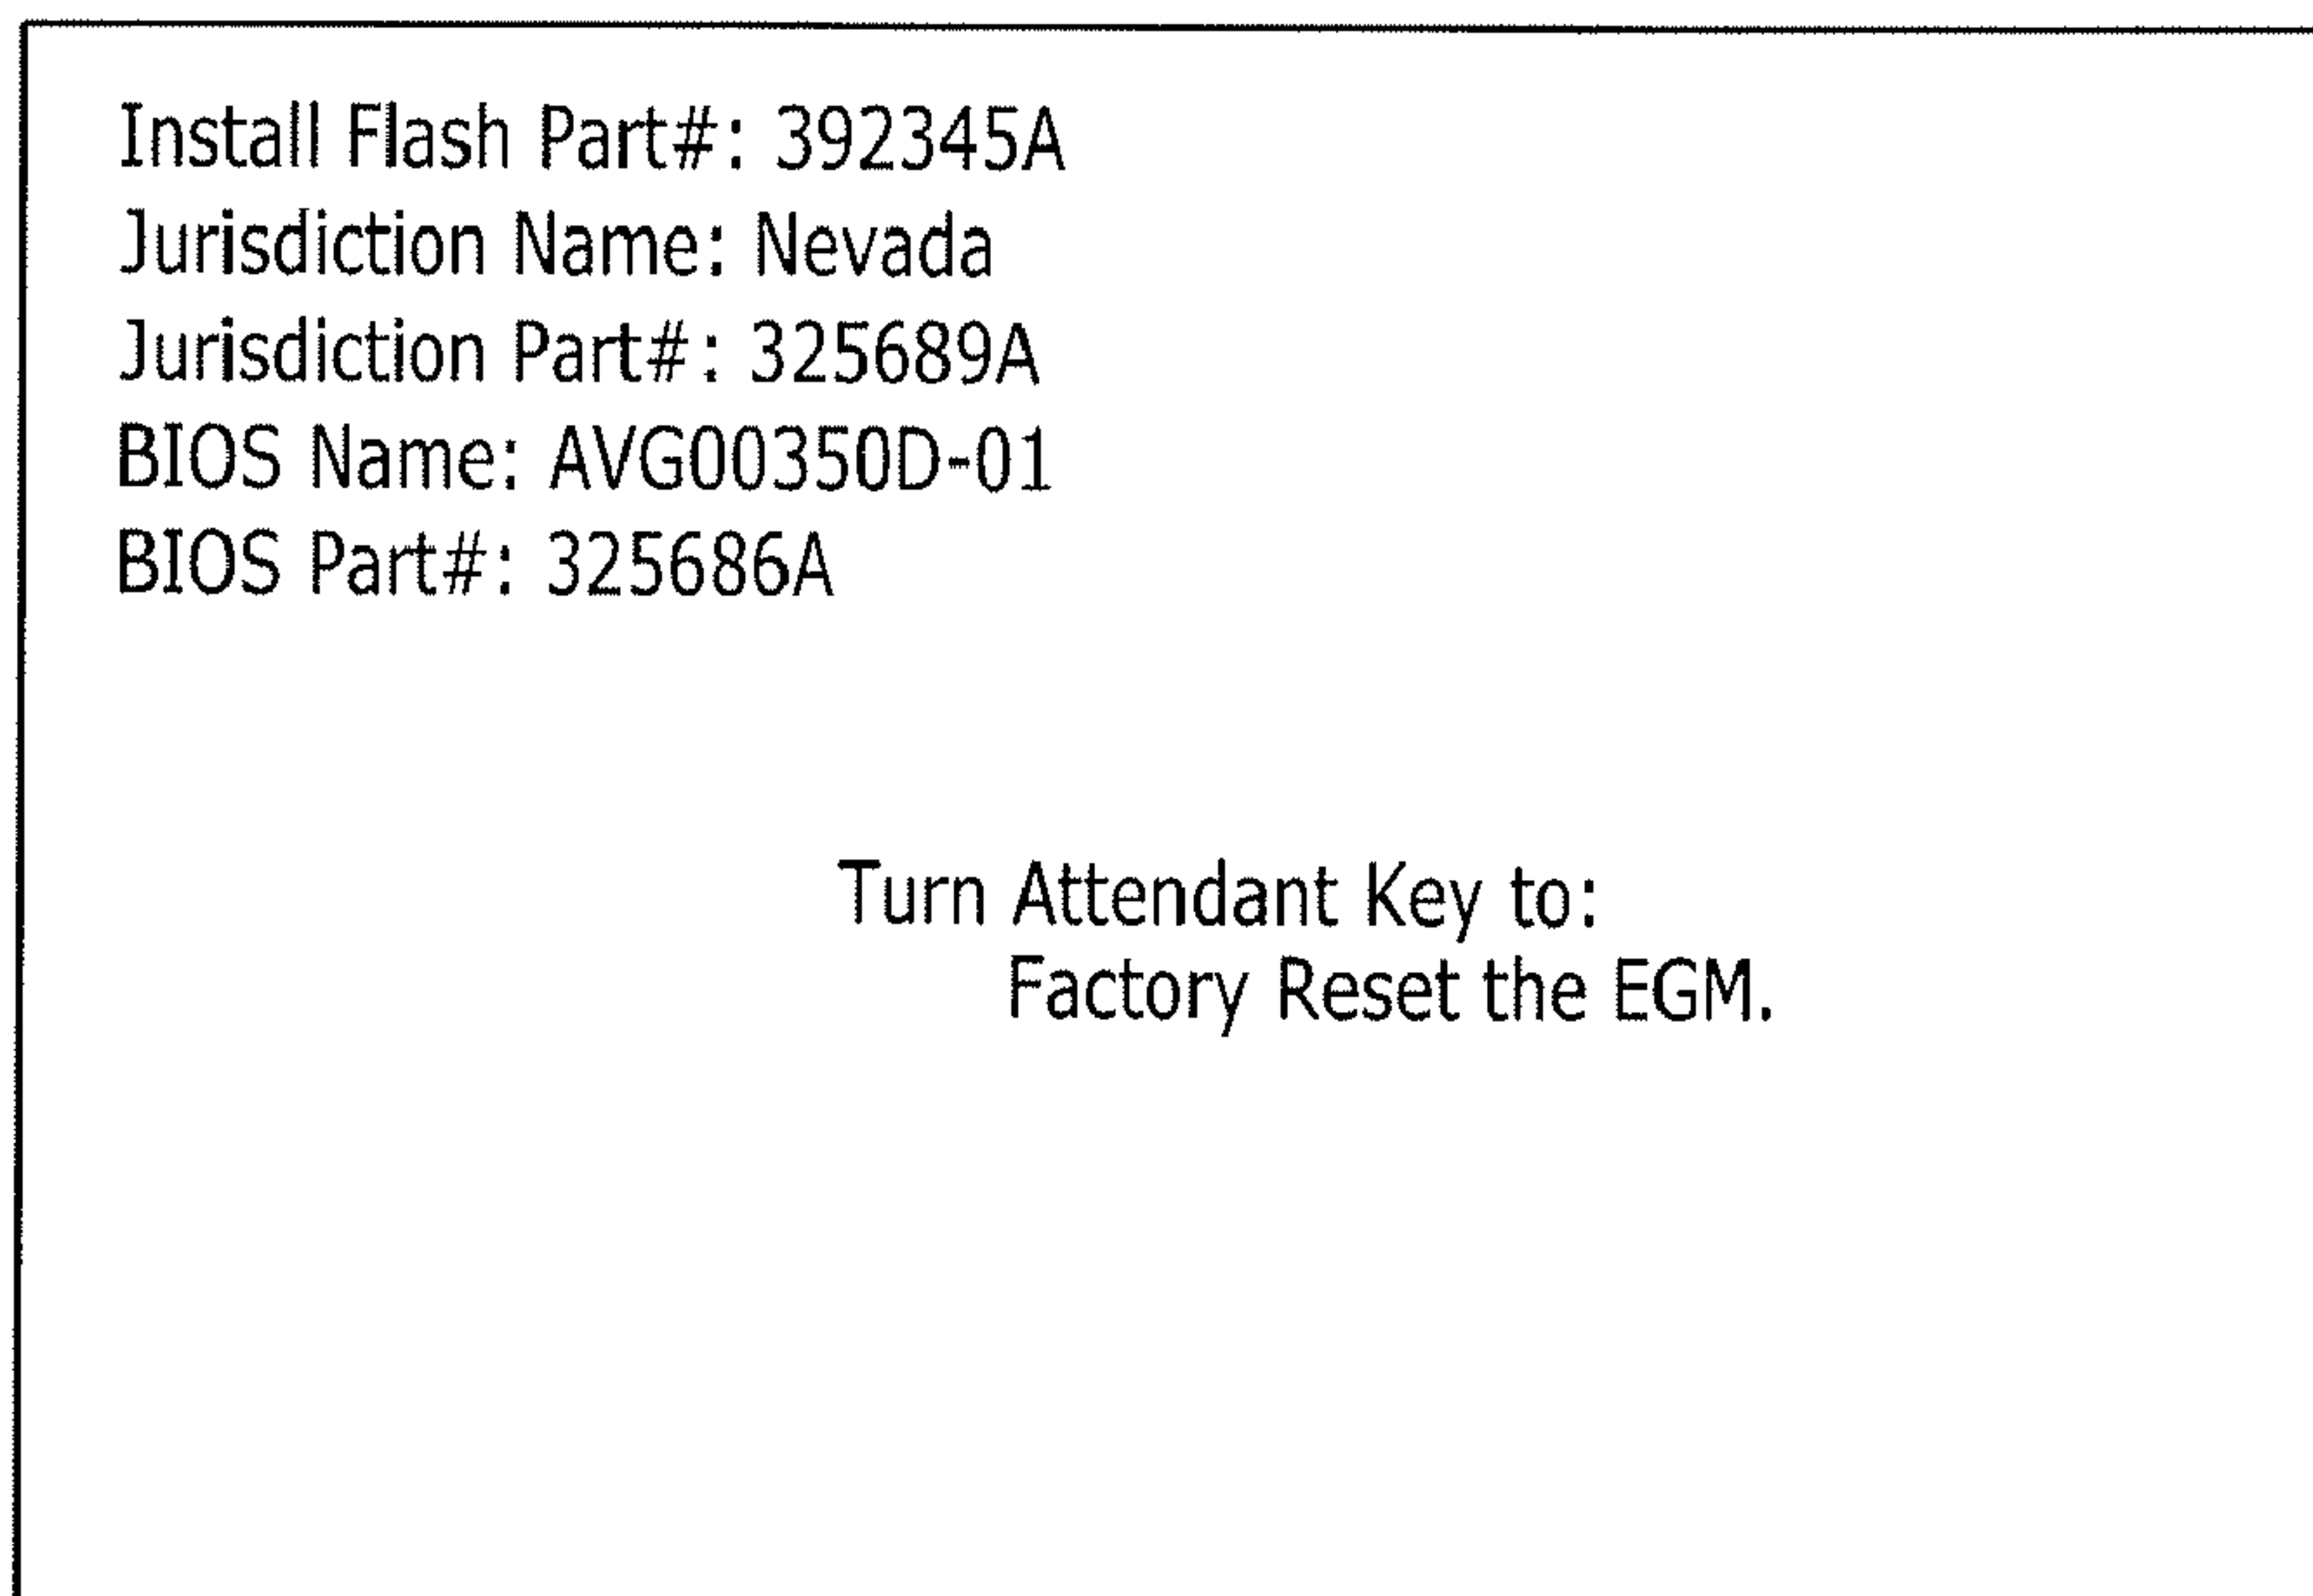 Install Flash Part#: 392345A
Jurisdiction Name: Nevada
Jurisdiction Part#: 325689A
BIOS Name: AVG00350D-01
BIOS Part#: 325686A
Turn Attendant Key to:
Factory Reset the EGM.